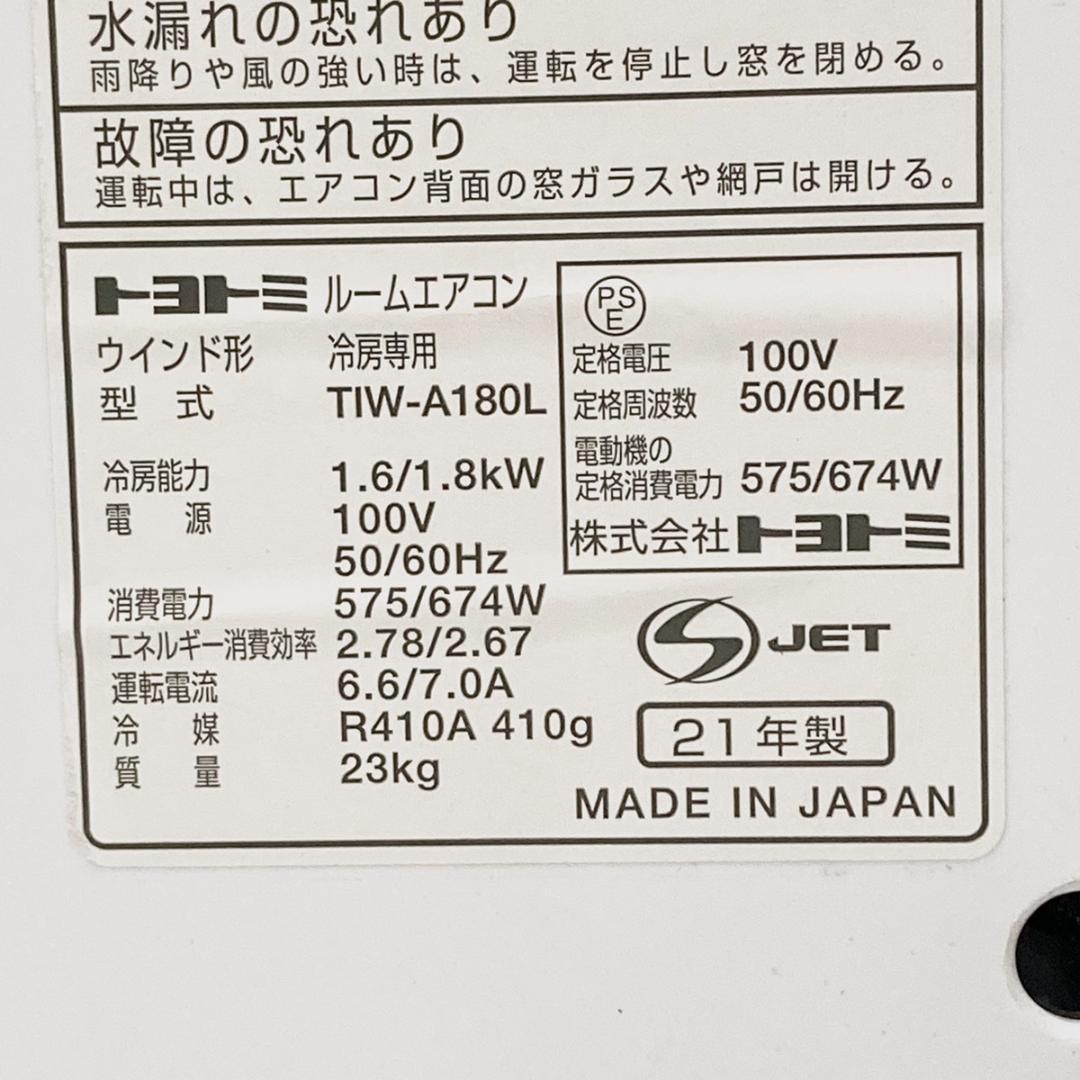 水漏れの恐れあり
雨降りや風の強い時は、運転を停止し窓を閉める。
故障の恐れあり
運転中は、エアコン背面の窓ガラスや網戸は開ける。
トヨトミ ルームエアコン
ウインド形 冷房専用
型 式 TIW-A180L
冷房能力 1.6/1.8kW
電 源 100V
50/60Hz
消費電力 575/674W
エネルギー消費効率 2.78/2.67
運転電流 6.6/7.0A
冷 媒 R410A 410g
質 量 23kg
PS
E
定格電圧 100V
定格周波数 50/60Hz
電動機の
定格消費電力 575/674W
株式会社トヨトミ
S JET
21年製
MADE IN JAPAN